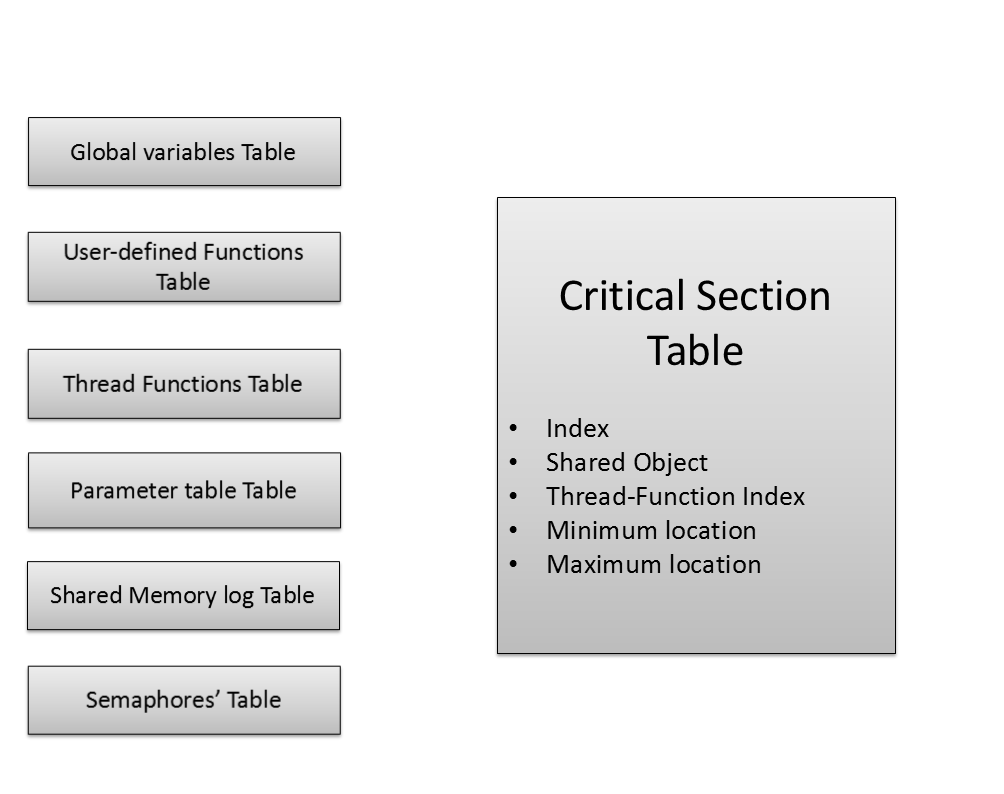 Global variables Table
User-defined Functions
Table
Thread Functions Table
Parameter table Table
Shared Memory log Table
Semaphores’ Table
Critical Section
Table
• Index
• Shared Object
• Thread-Function Index
• Minimum location
• Maximum location